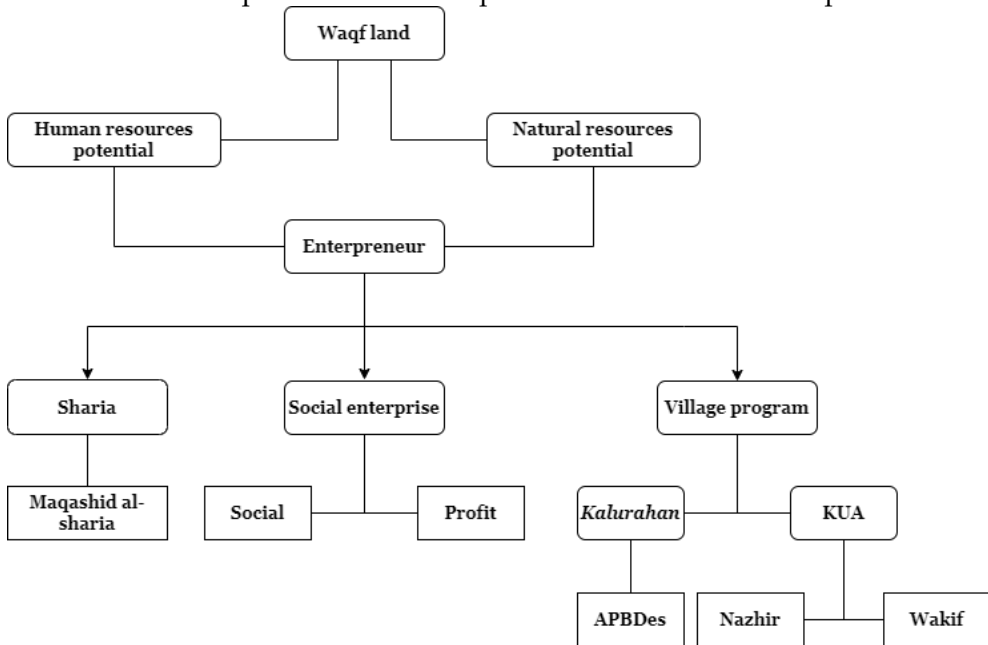 Waqf land
Human resources
potential
Natural resources
potential
Enterpreneur
Sharia
Social enterprise
Village program
Maqashid al-
sharia
Social
Profit
Kalurahan
KUA
APBDes
Nazhir
Wakif